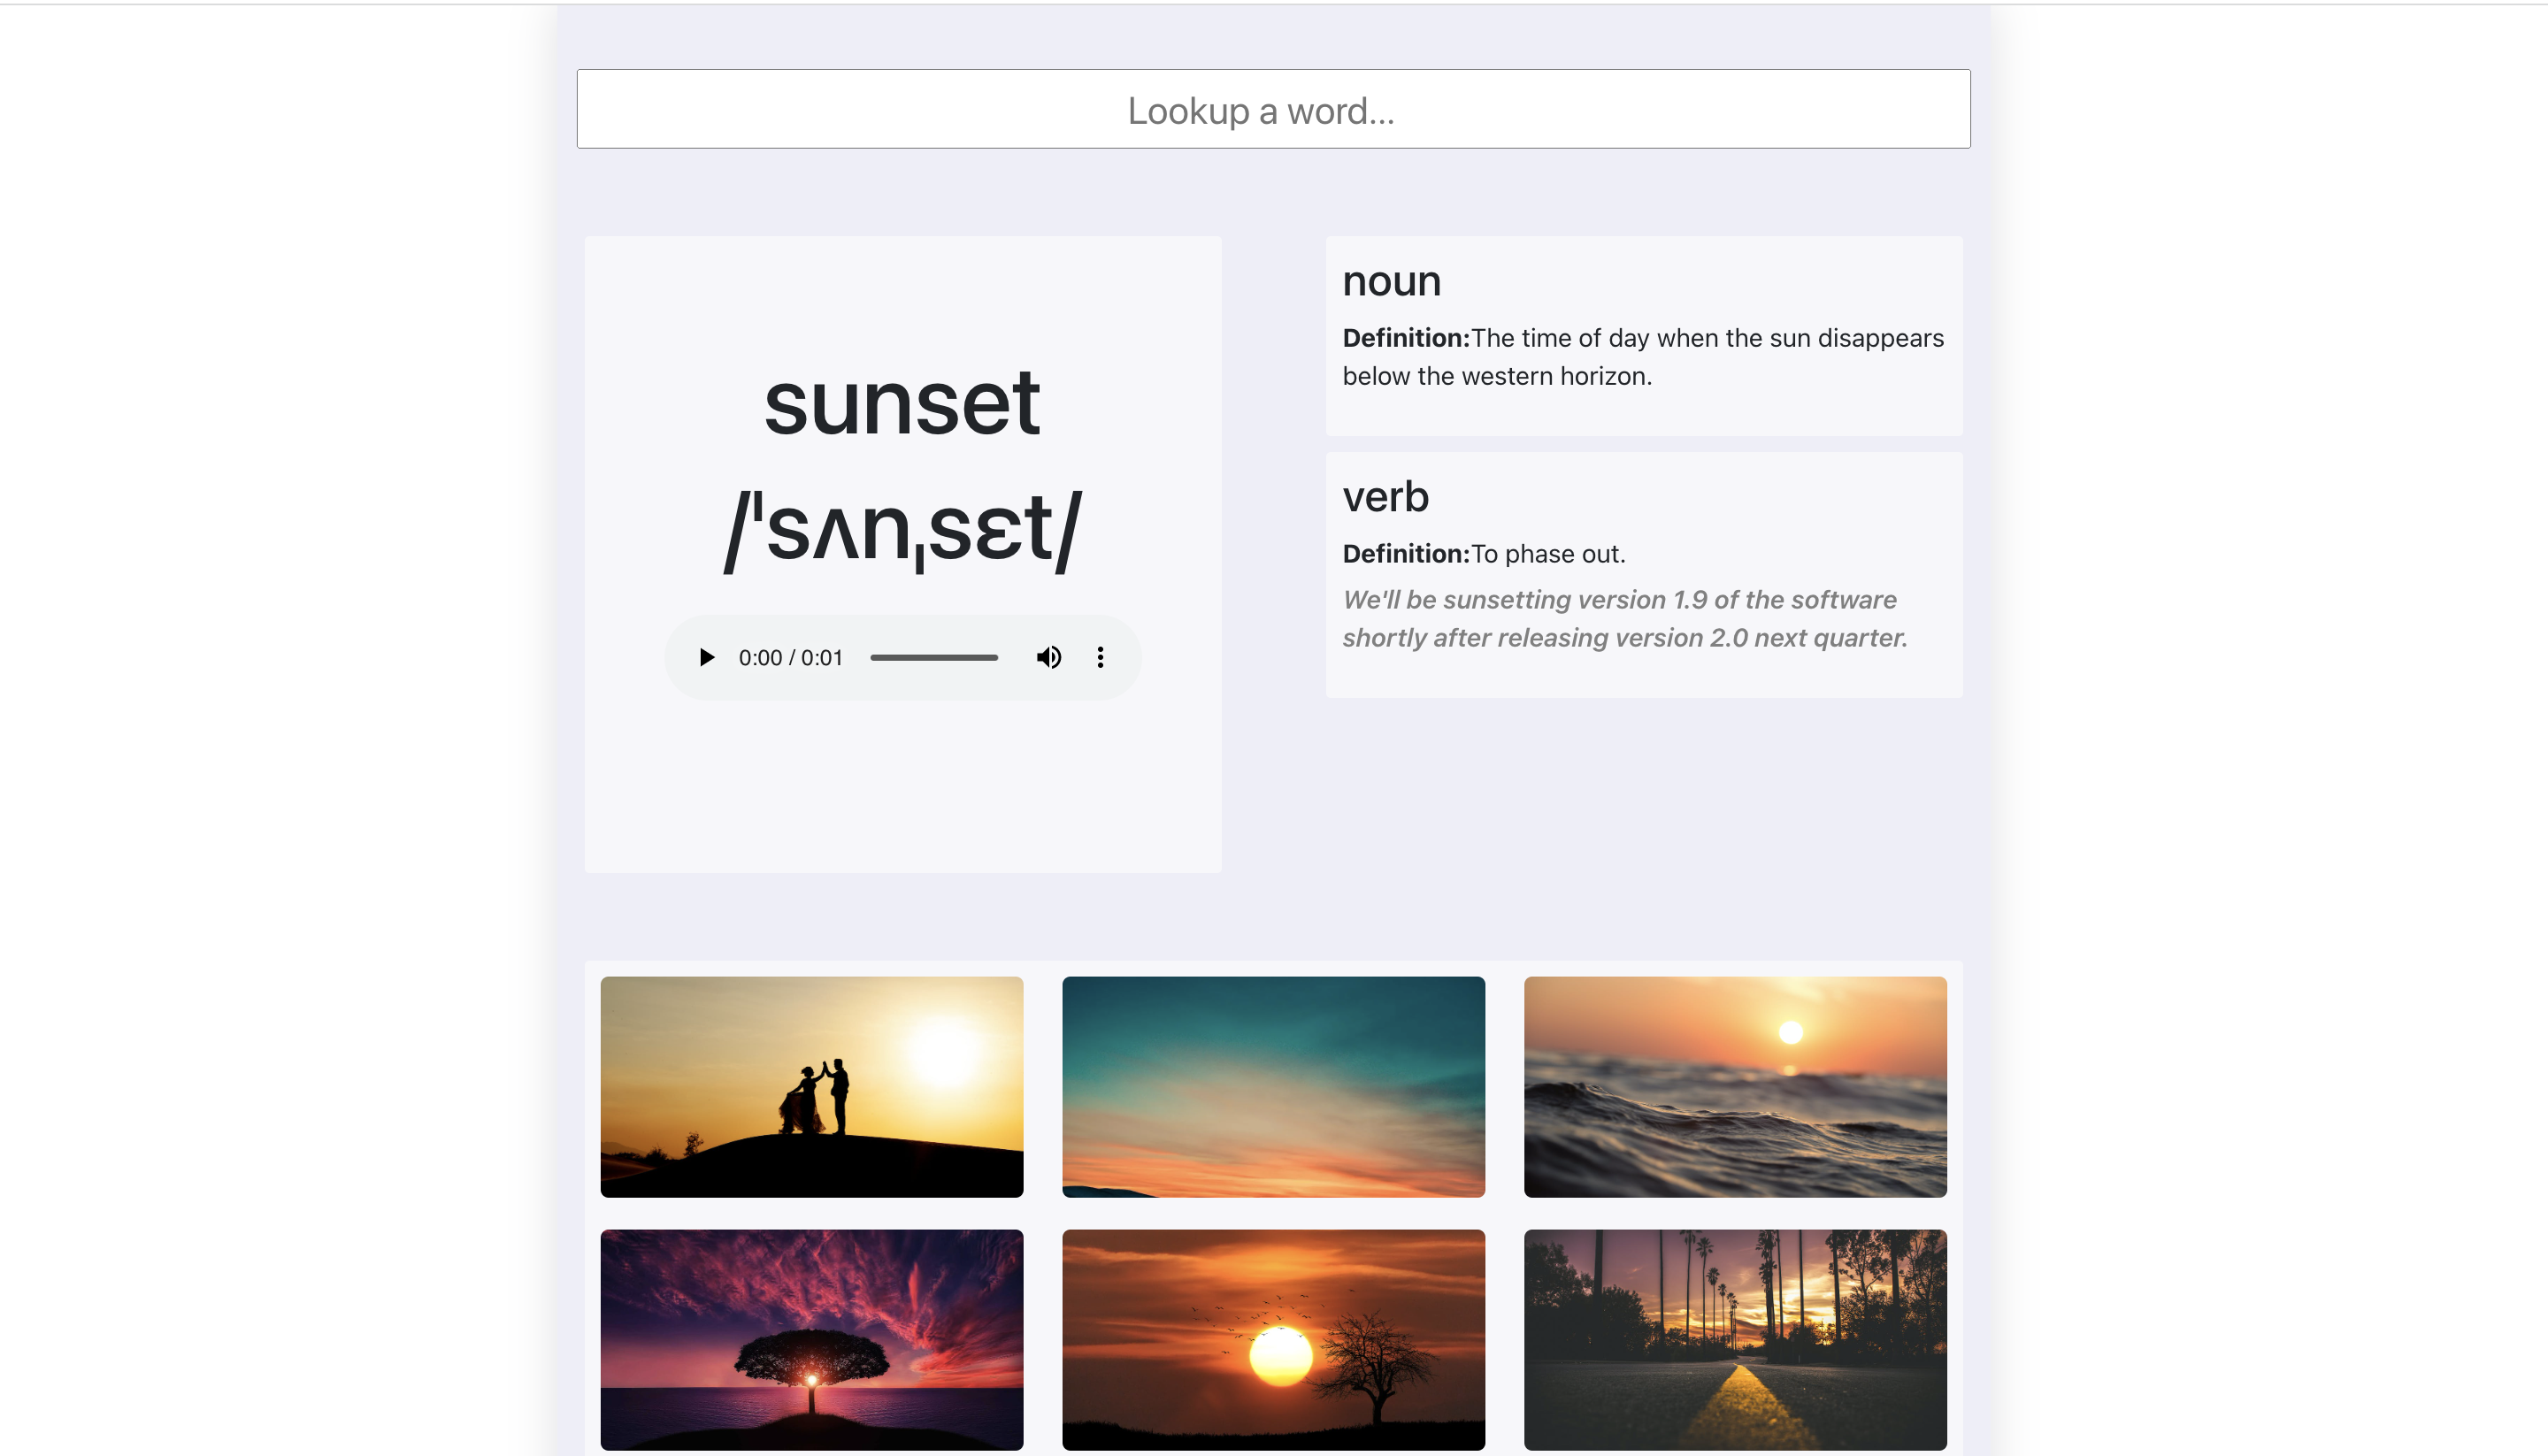 Lookup a word...
sunset
/ˈsʌnˌsɛt/
0:00 / 0:01
noun
Definition:The time of day when the sun disappears
below the western horizon.
verb
Definition:To phase out.
We'll be sunsetting version 1.9 of the software
shortly after releasing version 2.0 next quarter.